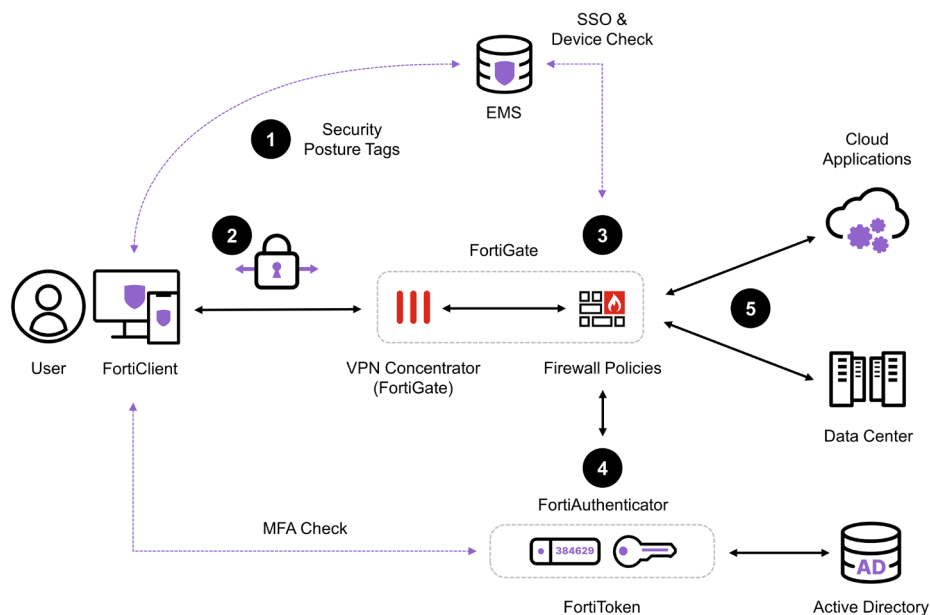 SSO &
Device Check
EMS
1
Security
Posture Tags
Cloud
Applications
2
3
FortiGate
5
User
FortiClient
VPN Concentrator
(FortiGate)
Firewall Policies
Data Center
4
FortiAuthenticator
MFA Check
384629
AD
FortiToken
Active Directory